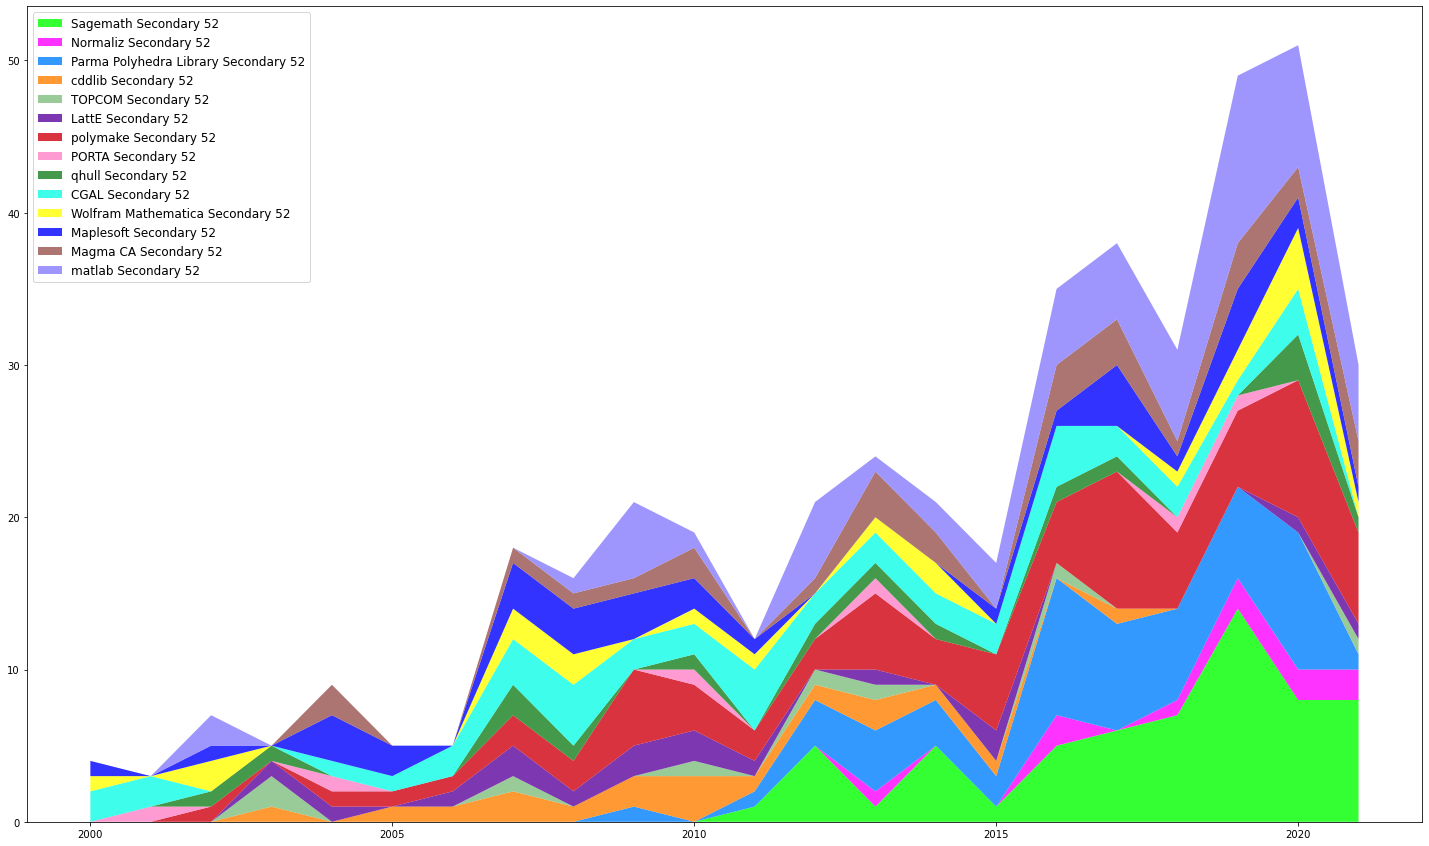 Sagemath Secondary 52
Normaliz Secondary 52
Parma Polyhedra Library Secondary 52
cddlib Secondary 52
TOPCOM Secondary 52
LattE Secondary 52
polymake Secondary 52
PORTA Secondary 52
qhull Secondary 52
CGAL Secondary 52
Wolfram Mathematica Secondary 52
Maplesoft Secondary 52
Magma CA Secondary 52
matlab Secondary 52
50
40
30
20
10
0
2000 2005 2010 2015 2020